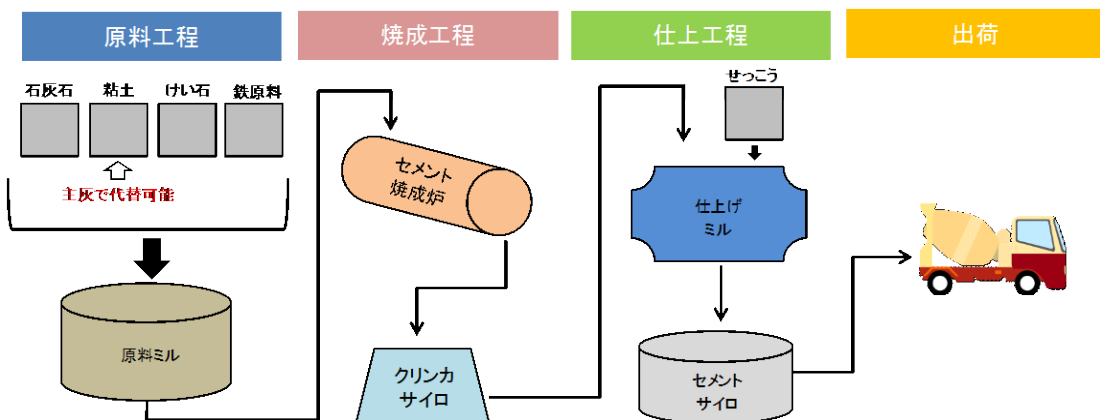 原料工程
焼成工程
仕上工程
出荷
石灰石
粘土
けい石
鉄原料
主灰で代替可能
原料ミル
セメント
焼成炉
クリンカ
サイロ
せっこう
仕上げ
ミル
セメント
サイロ